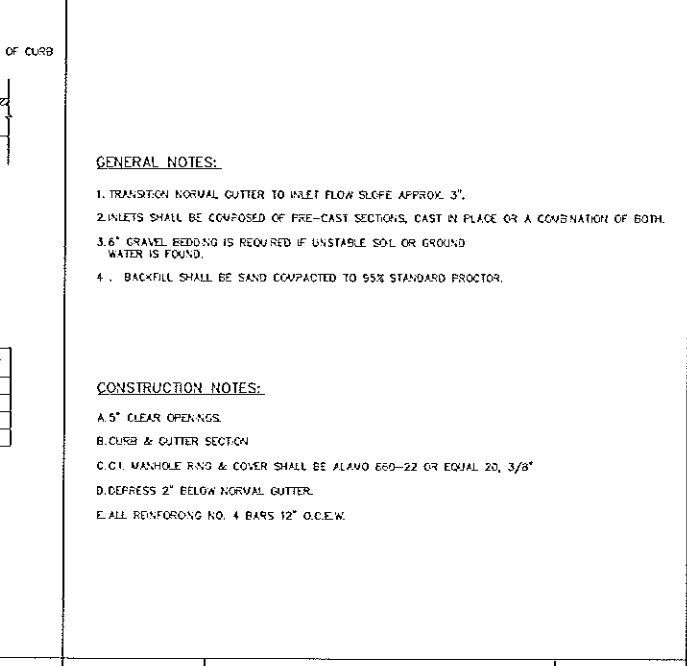 OF CURB
GENERAL NOTES:
1. TRANSITION NORMAL GUTTER TO INLET FLOW SLOPE APPROX. 3".
2.INLETS SHALL BE COMPOSED OF PRE-CAST SECTIONS, CAST IN PLACE OR A COMBINATION OF BOTH.
3.6" GRAVEL BEDDING IS REQUIRED IF UNSTABLE SOIL OR GROUND
WATER IS FOUND.
4 . BACKFILL SHALL BE SAND COMPACTED TO 95% STANDARD PROCTOR.
CONSTRUCTION NOTES:
A.5" CLEAR OPENINGS.
B.CURB & GUTTER SECTION
C.C.I. MANHOLE RING & COVER SHALL BE ALAMO 660-22 OR EQUAL 20, 3/8"
D.DEPRESS 2" BELOW NORMAL GUTTER.
E.ALL REINFORCING NO. 4 BARS 12" O.C.E.W.